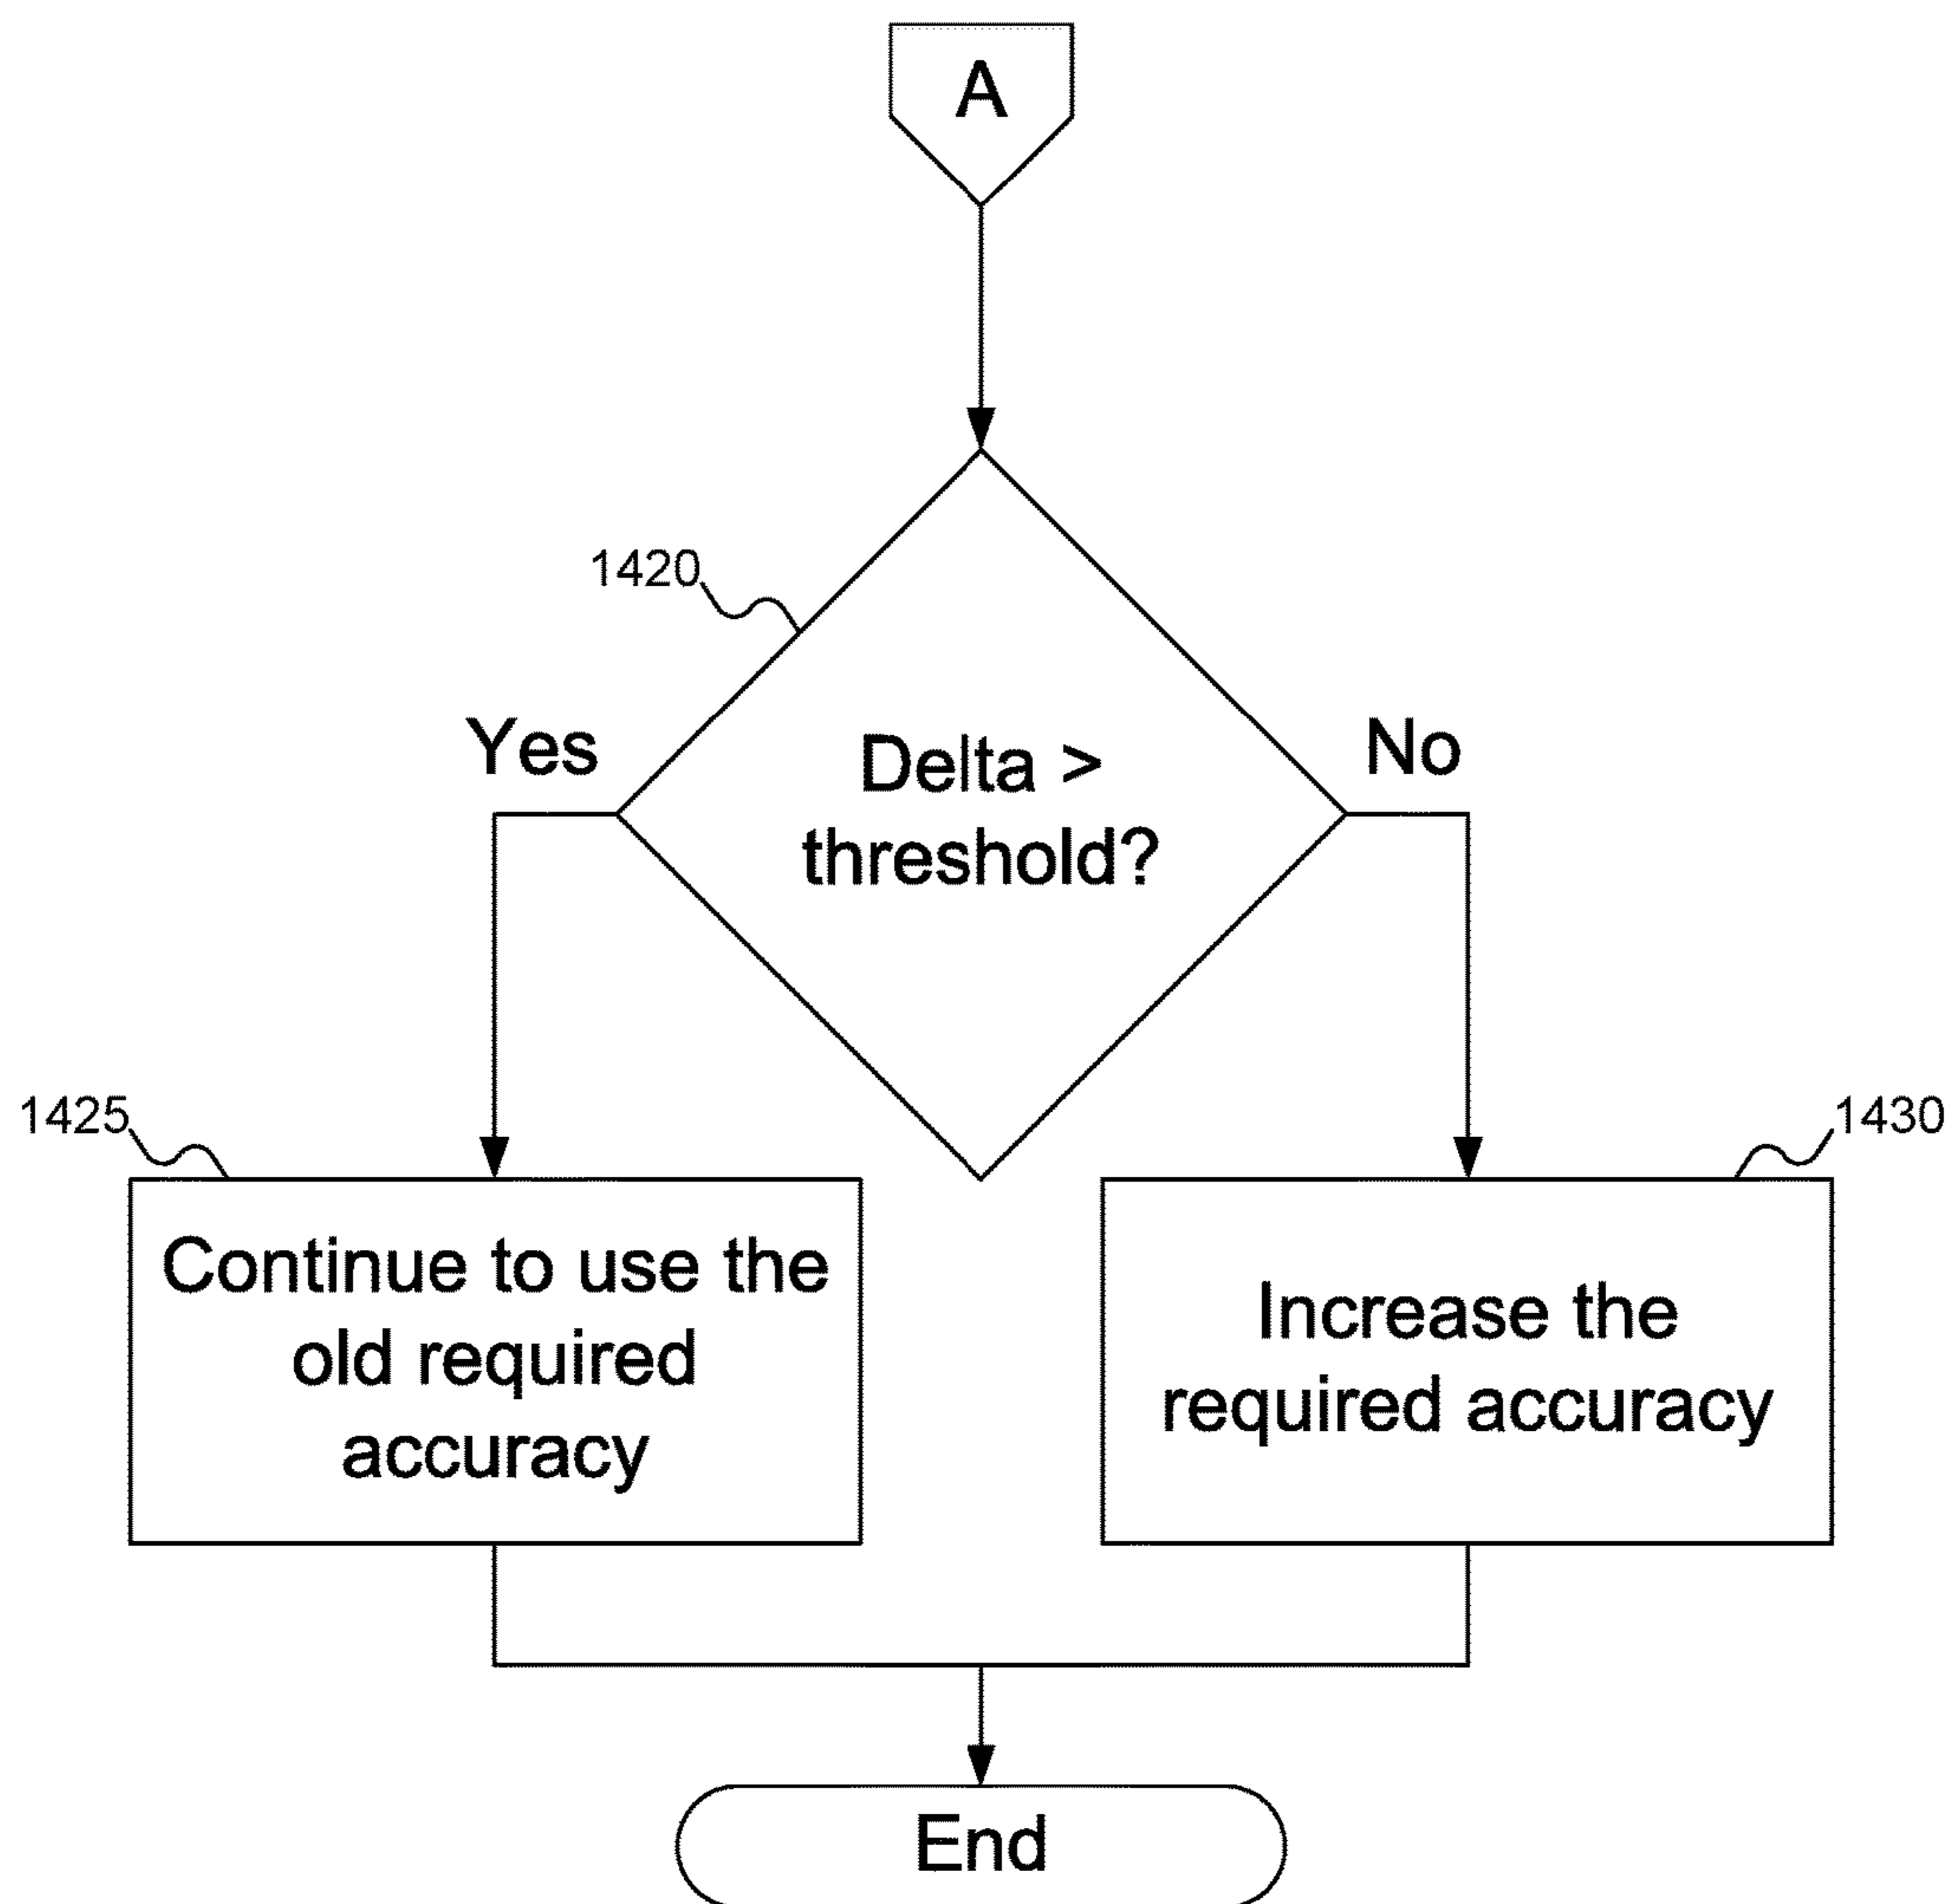 A
1420
Yes
Delta >
threshold?
No
1425
Continue to use the
old required
accuracy
1430
Increase the
required accuracy
End